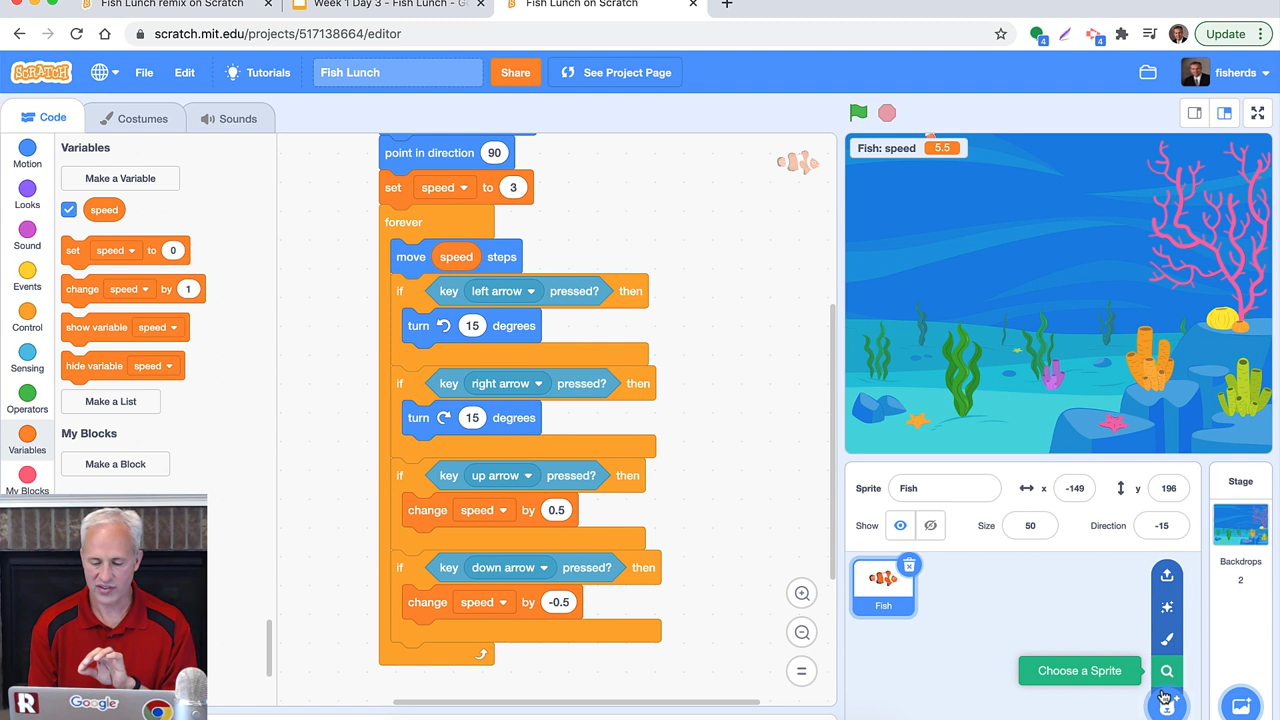 Fish Lunch remix on Scratch
Week 1 Day 3 - Fish Lunch - G
Fish Lunch on Scratch
scratch.mit.edu/projects/517138664/editor
4
4
Update
SCRATCH
File
Edit
Tutorials
Fish Lunch
Share
See Project Page
fisherds
Code
Costumes
Sounds
Motion
Looks
Sound
Events
Control
Sensing
Operators
Variables
My Blocks
Variables
Make a Variable
speed
set speed to 0
change speed by 1
show variable speed
hide variable speed
Make a List
My Blocks
Make a Block
point in direction 90
set speed to 3
forever
move speed steps
if key left arrow pressed? then
turn 15 degrees
if key right arrow pressed? then
turn 15 degrees
if key up arrow pressed? then
change speed by 0.5
if key down arrow pressed? then
change speed by -0.5
Fish: speed 5.5
Sprite Fish x -149 y 196
Show Size 50 Direction -15
Fish
Choose a Sprite
Stage
Backdrops
2
Google